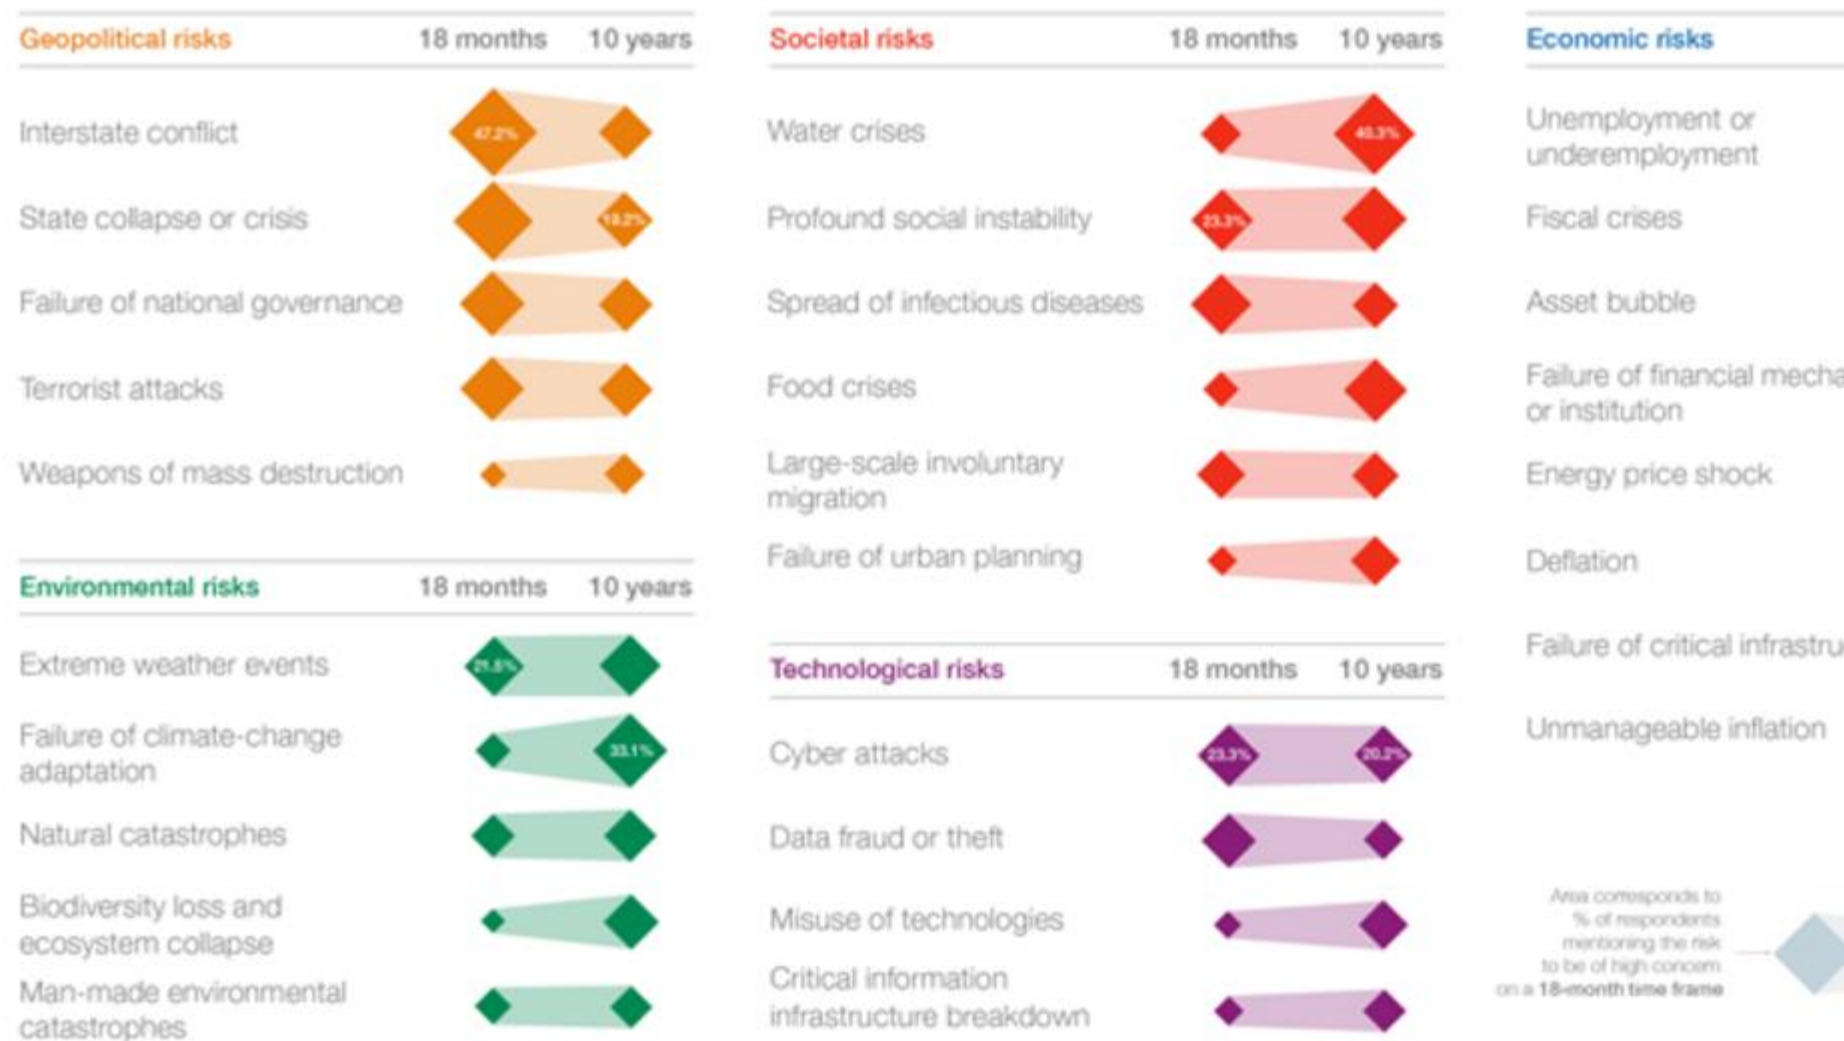 Geopolitical risks 18 months 10 years
Interstate conflict 47.2%
State collapse or crisis 19.2%
Failure of national governance
Terrorist attacks
Weapons of mass destruction
Environmental risks 18 months 10 years
Extreme weather events 21.5%
Failure of climate-change
adaptation 33.1%
Natural catastrophes
Biodiversity loss and
ecosystem collapse
Man-made environmental
catastrophes
Societal risks 18 months 10 years
Water crises 40.3%
Profound social instability 23.3%
Spread of infectious diseases
Food crises
Large-scale involuntary
migration
Failure of urban planning
Technological risks 18 months 10 years
Cyber attacks 23.3% 20.2%
Data fraud or theft
Misuse of technologies
Critical information
infrastructure breakdown
Economic risks
Unemployment or
underemployment
Fiscal crises
Asset bubble
Failure of financial mecha
or institution
Energy price shock
Deflation
Failure of critical infrastru
Unmanageable inflation
Area corresponds to
% of respondents
mentioning the risk
to be of high concern
on a 18-month time frame